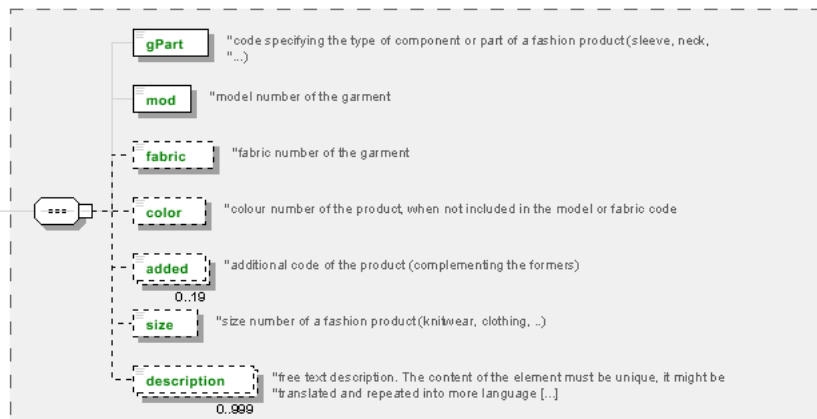 gPart
"code specifying the type of component or part of a fashion product (sleeve, neck,
"...)
mod
"model number of the garment
fabric
"fabric number of the garment
color
"colour number of the product, when not included in the model or fabric code
added
"additional code of the product (complementing the formers)
0..19
size
"size number of a fashion product (knitwear, clothing, ..)
description
"free text description. The content of the element must be unique, it might be
"translated and repeated into more language [...]
0..999